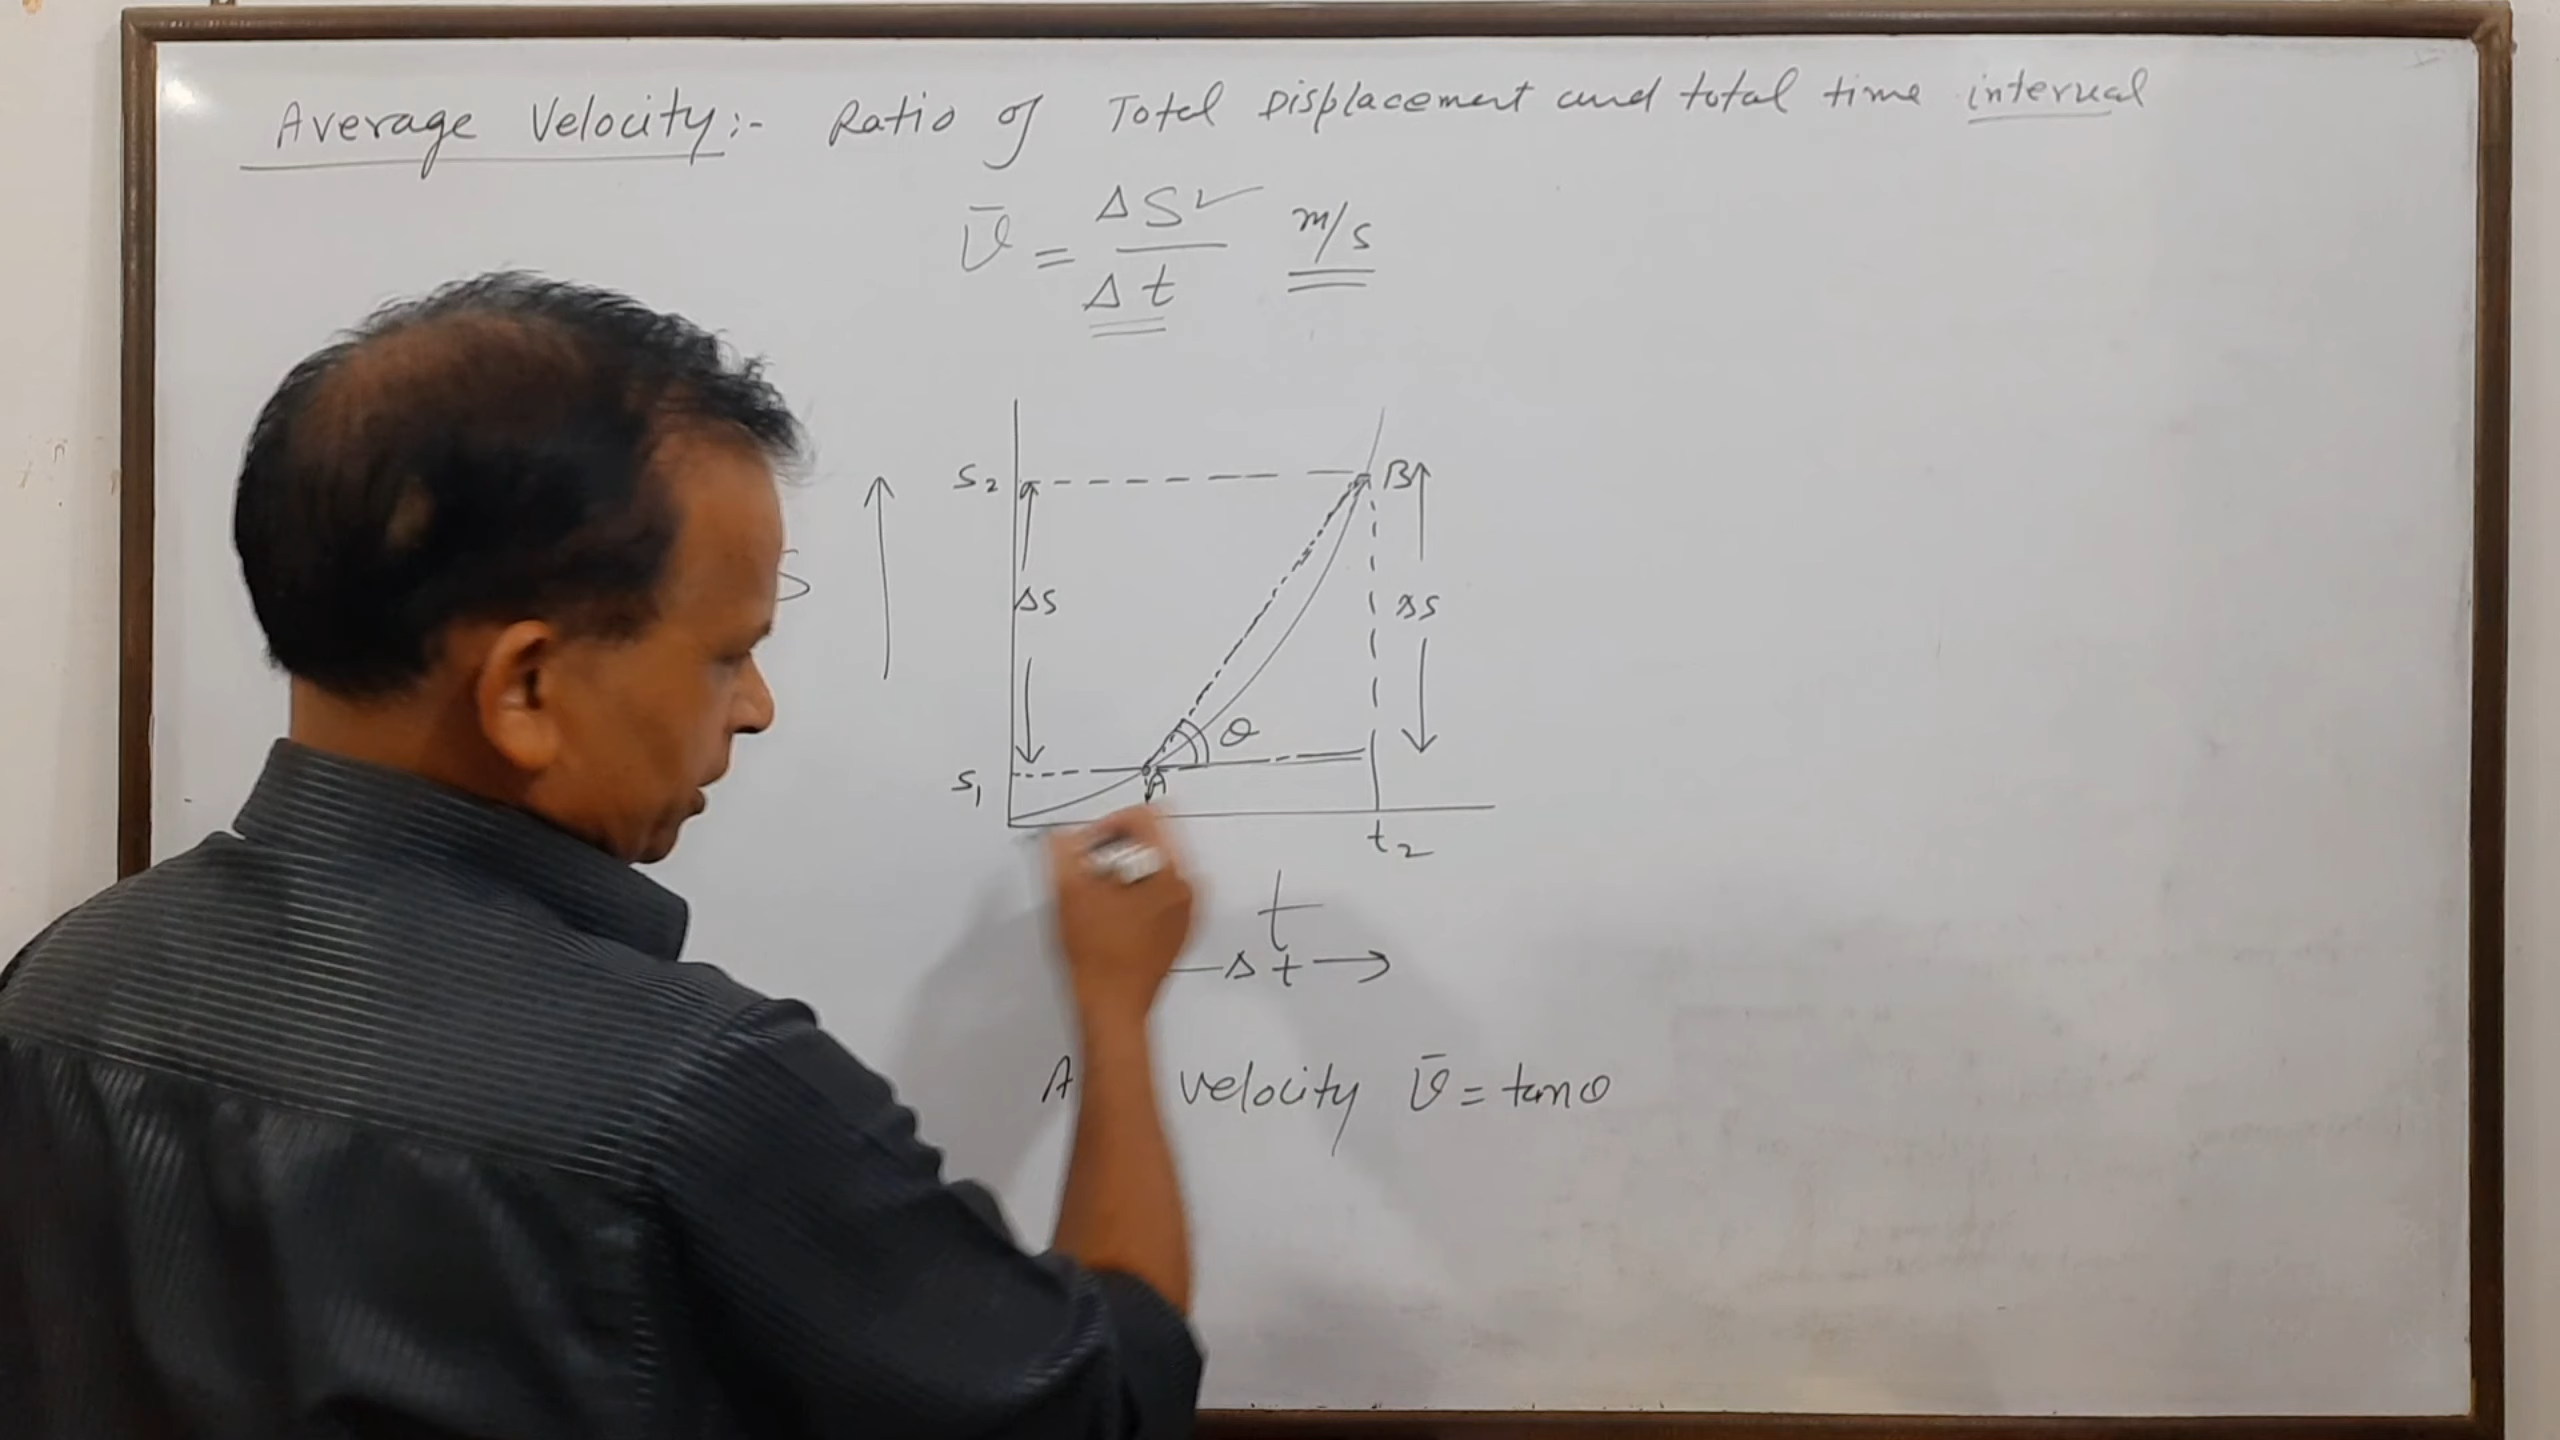 Average Velocity:- Ratio of Total Displacement and total time interval
v̄ = ΔS / Δt m/s
S₂ B
S ΔS ΔS
θ
S₁ A
t₂
t
Δt
velocity v̄ = tanθ